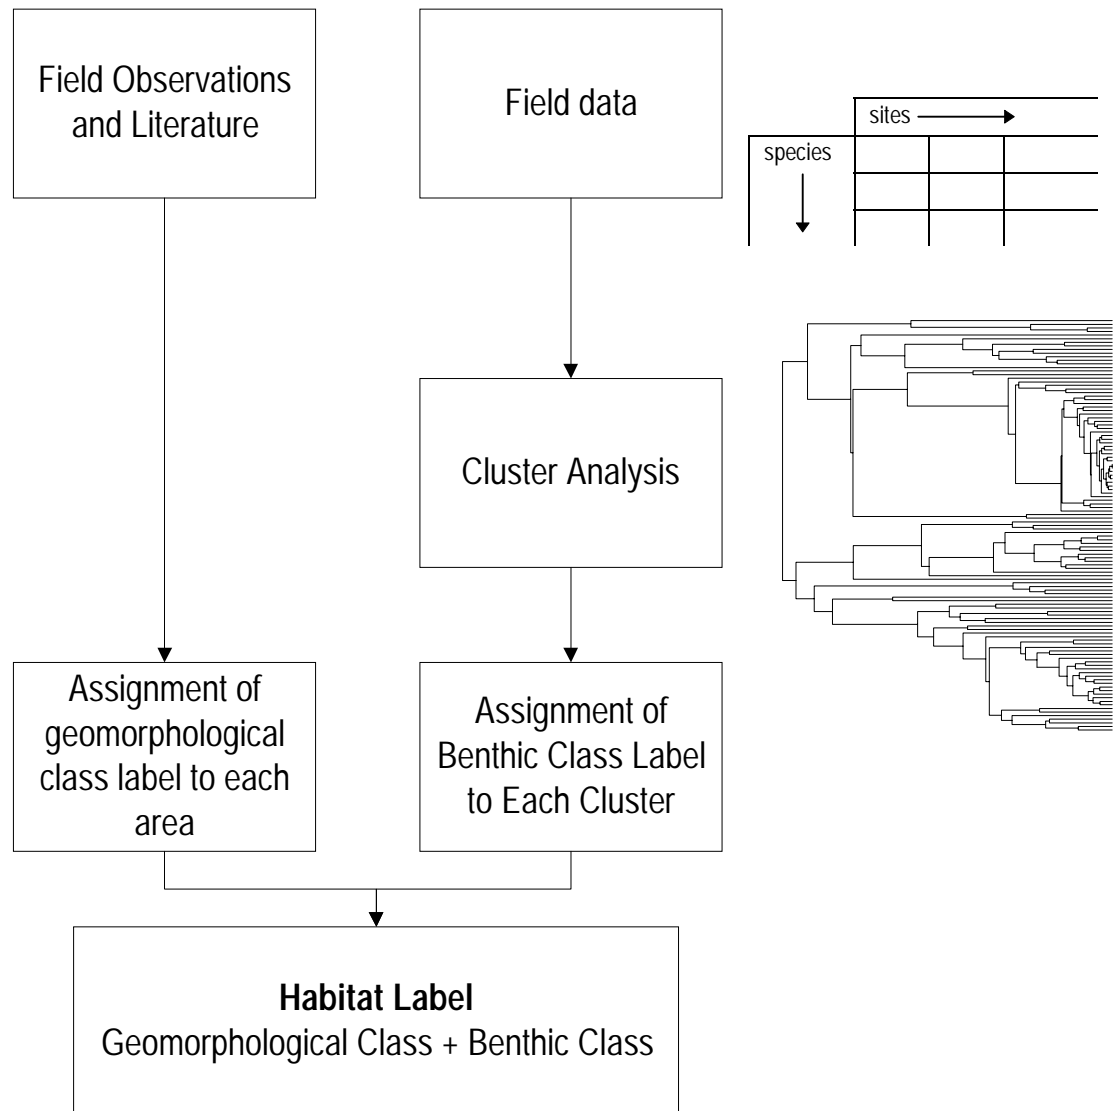 Field Observations
and Literature
Field data
sites
species
Cluster Analysis
Assignment of
geomorphological
class label to each
area
Assignment of
Benthic Class Label
to Each Cluster
Habitat Label
Geomorphological Class + Benthic Class